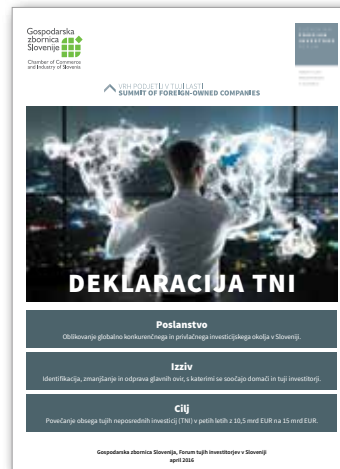 Gospodarska
zbornica
Slovenije
Chamber of Commerce
and Industry of Slovenia
VRH PODJETIJ V TUJI LASTI
SUMMIT OF FOREIGN-OWNED COMPANIES
DEKLARACIJA TNI
Poslanstvo
Oblikovanje globalno konkurenčnega in privlačnega investicijskega okolja v Sloveniji.
Izziv
Identifikacija, zmanjšanje in odprava glavnih ovir, s katerimi se soočajo domači in tuji investitorji.
Cilj
Povečanje obsega tujih neposrednih investicij (TNI) v petih letih z 10,5 mrd EUR na 15 mrd EUR.
Gospodarska zbornica Slovenije, Forum tujih investitorjev v Sloveniji
april 2016